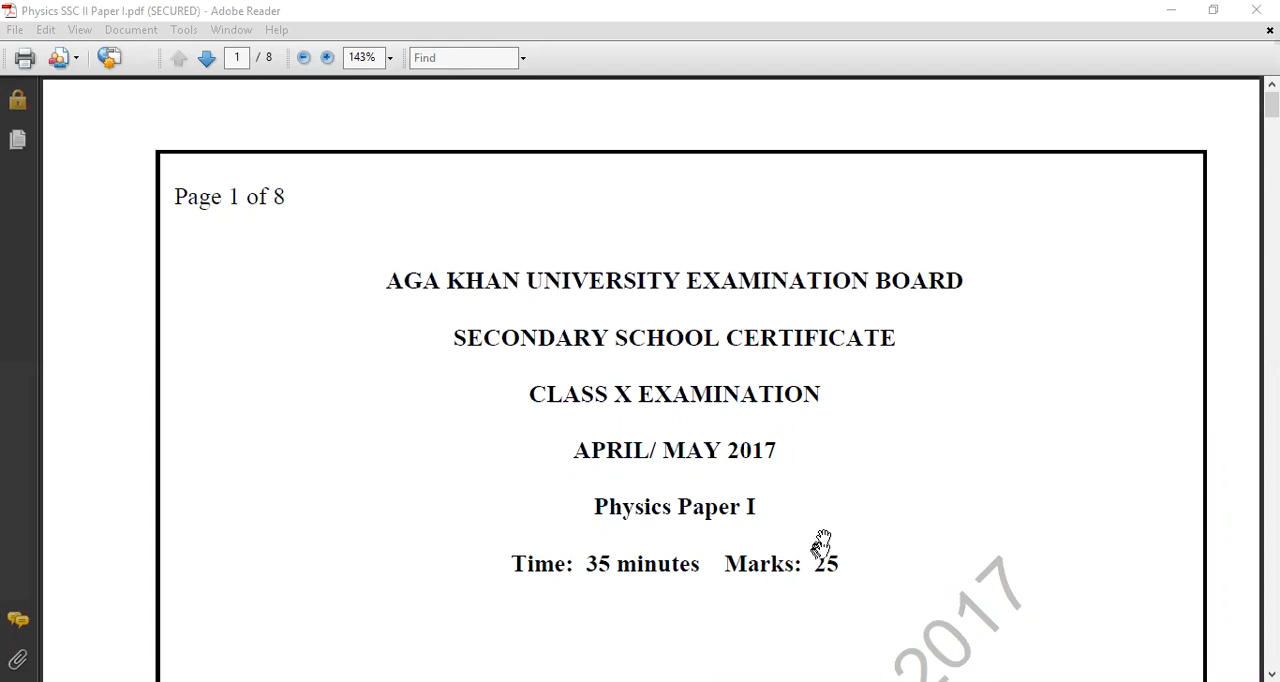 Physics SSC II Paper I.pdf (SECURED) - Adobe Reader
File Edit View Document Tools Window Help
1 / 8 143% Find
Page 1 of 8
AGA KHAN UNIVERSITY EXAMINATION BOARD
SECONDARY SCHOOL CERTIFICATE
CLASS X EXAMINATION
APRIL/ MAY 2017
Physics Paper I
Time: 35 minutes Marks: 25
2017